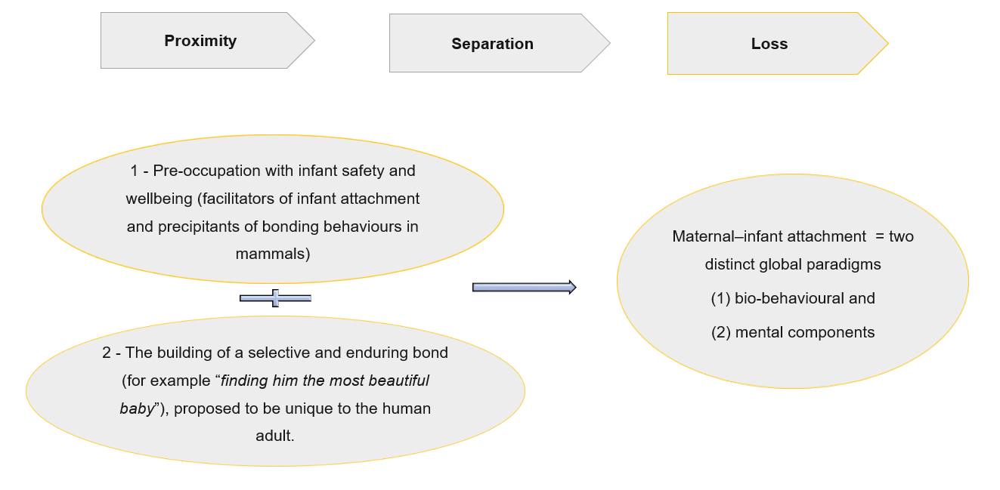 Proximity
Separation
Loss
1 - Pre-occupation with infant safety and
wellbeing (facilitators of infant attachment
and precipitants of bonding behaviours in
mammals)
2 - The building of a selective and enduring bond
(for example “finding him the most beautiful
baby”), proposed to be unique to the human
adult.
Maternal–infant attachment  = two
distinct global paradigms
(1) bio-behavioural and
(2) mental components